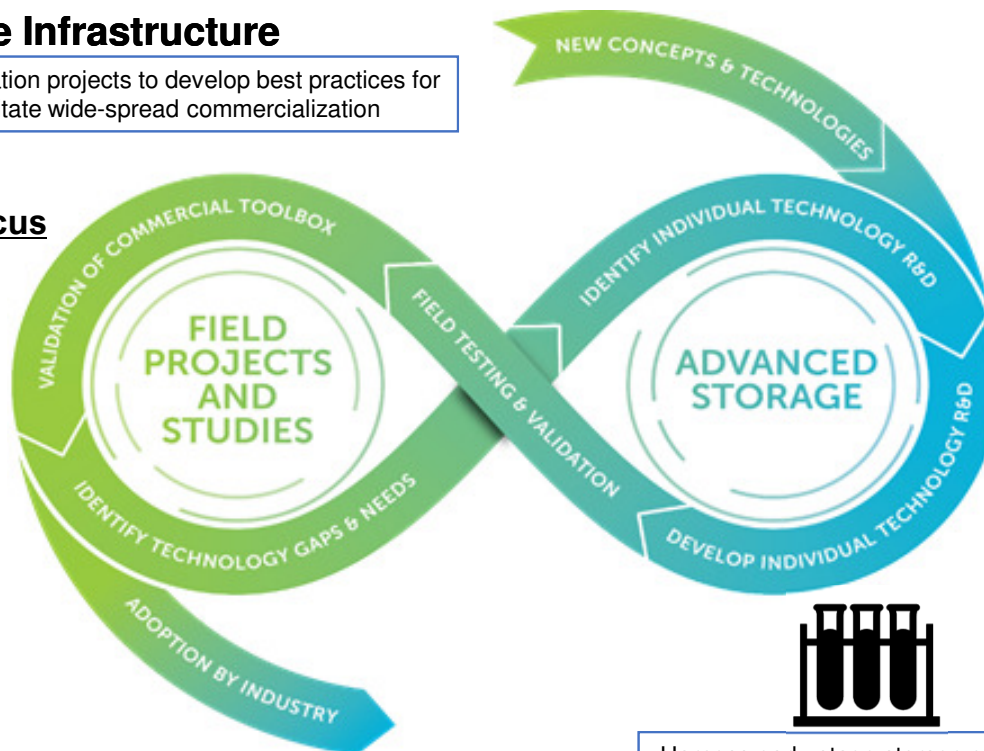 e Infrastructure
ation projects to develop best practices for
tate wide-spread commercialization
cus
NEW CONCEPTS & TECHNOLOGIES
VALIDATION OF COMMERCIAL TOOLBOX
IDENTIFY INDIVIDUAL TECHNOLOGY R&D
FIELD TESTING & VALIDATION
FIELD
PROJECTS
AND
STUDIES
ADVANCED
STORAGE
IDENTIFY TECHNOLOGY GAPS & NEEDS
DEVELOP INDIVIDUAL TECHNOLOGY R&D
ADOPTION BY INDUSTRY